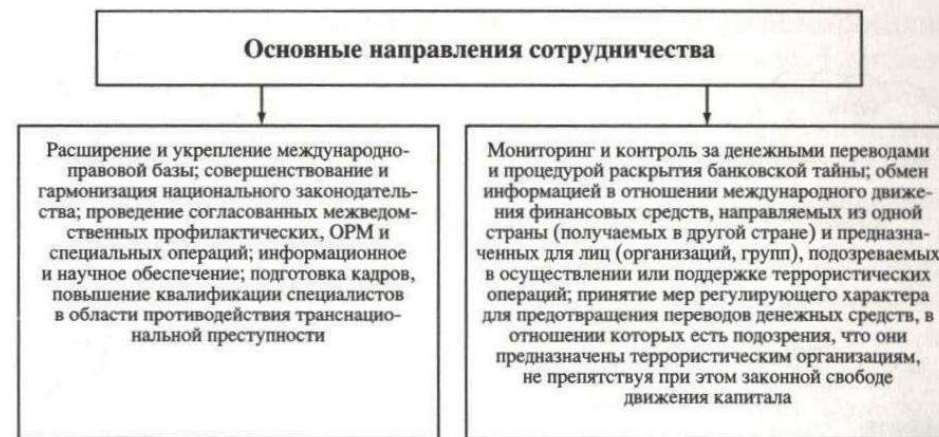 Основные направления сотрудничества
Расширение и укрепление международно-
правовой базы; совершенствование и
гармонизация национального законодатель-
ства; проведение согласованных межведом-
ственных профилактических, ОРМ и
специальных операций; информационное
и научное обеспечение; подготовка кадров,
повышение квалификации специалистов
в области противодействия транснацио-
нальной преступности
Мониторинг и контроль за денежными переводами
и процедурой раскрытия банковской тайны; обмен
информацией в отношении международного движе-
ния финансовых средств, направляемых из одной
страны (получаемых в другой стране) и предназна-
ченных для лиц (организаций, групп), подозреваемых
в осуществлении или поддержке террористических
операций; принятие мер регулирующего характера
для предотвращения переводов денежных средств, в
отношении которых есть подозрения, что они
предназначены террористическим организациям,
не препятствуя при этом законной свободе
движения капитала